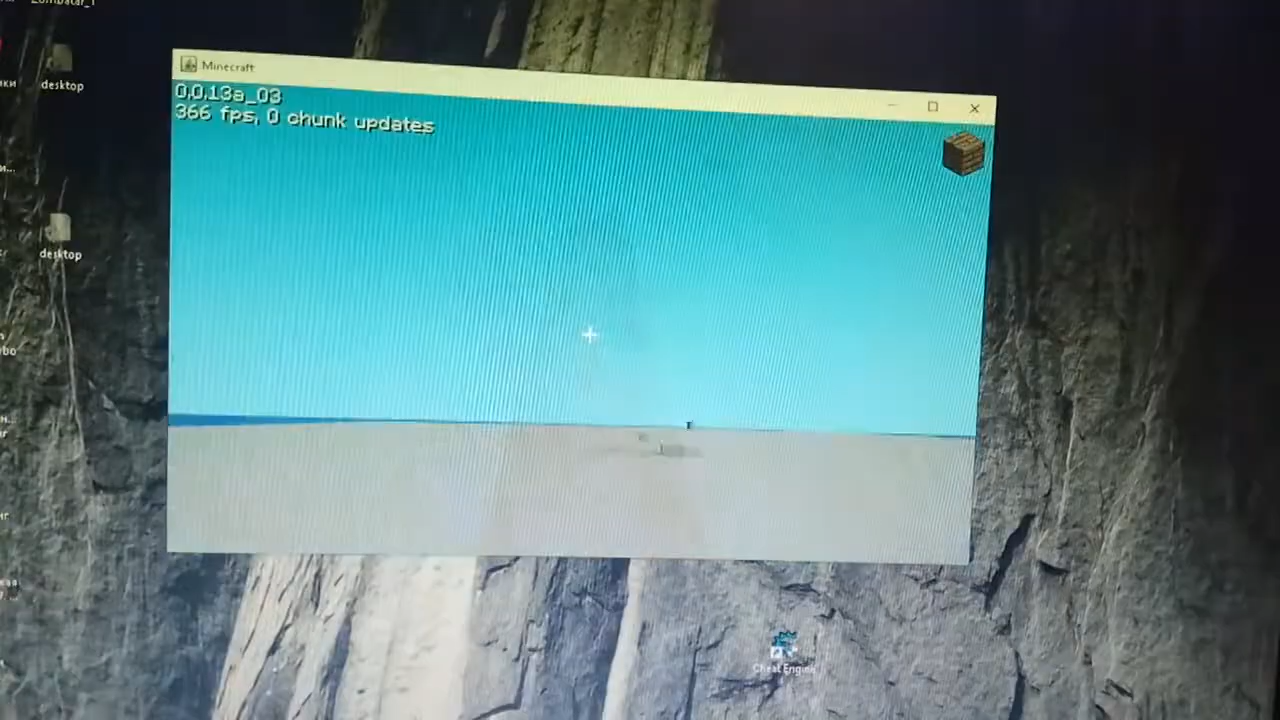 desktop
Minecraft
0.0.13a_03
366 fps, 0 chunk updates
desktop
Cheat Engine